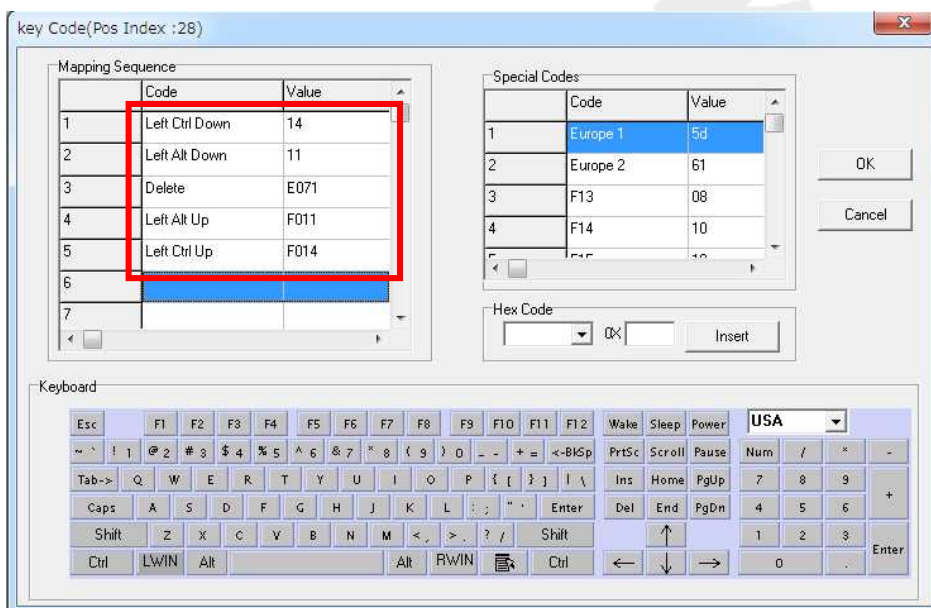 key Code(Pos Index :28)
Mapping Sequence
Code Value
1 Left Ctrl Down 14
2 Left Alt Down 11
3 Delete E071
4 Left Alt Up F011
5 Left Ctrl Up F014
6
7
Special Codes
Code Value
1 Europe 1 5d
2 Europe 2 61
3 F13 08
4 F14 10
OK
Cancel
Hex Code
0X
Insert
Keyboard
Esc F1 F2 F3 F4 F5 F6 F7 F8 F9 F10 F11 F12 Wake Sleep Power USA
~ ` ! 1 @ 2 # 3 $ 4 % 5 ^ 6 & 7 * 8 ( 9 ) 0 _ - + = <-BkSp PrtSc Scroll Pause Num / * -
Tab-> Q W E R T Y U I O P { [ } ] | \ Ins Home PgUp 7 8 9 +
Caps A S D F G H J K L : ; " ' Enter Del End PgDn 4 5 6
Shift Z X C V B N M < , > . ? / Shift ↑ 1 2 3 Enter
Ctrl LWIN Alt Alt RWIN Ctrl ← ↓ → 0 .